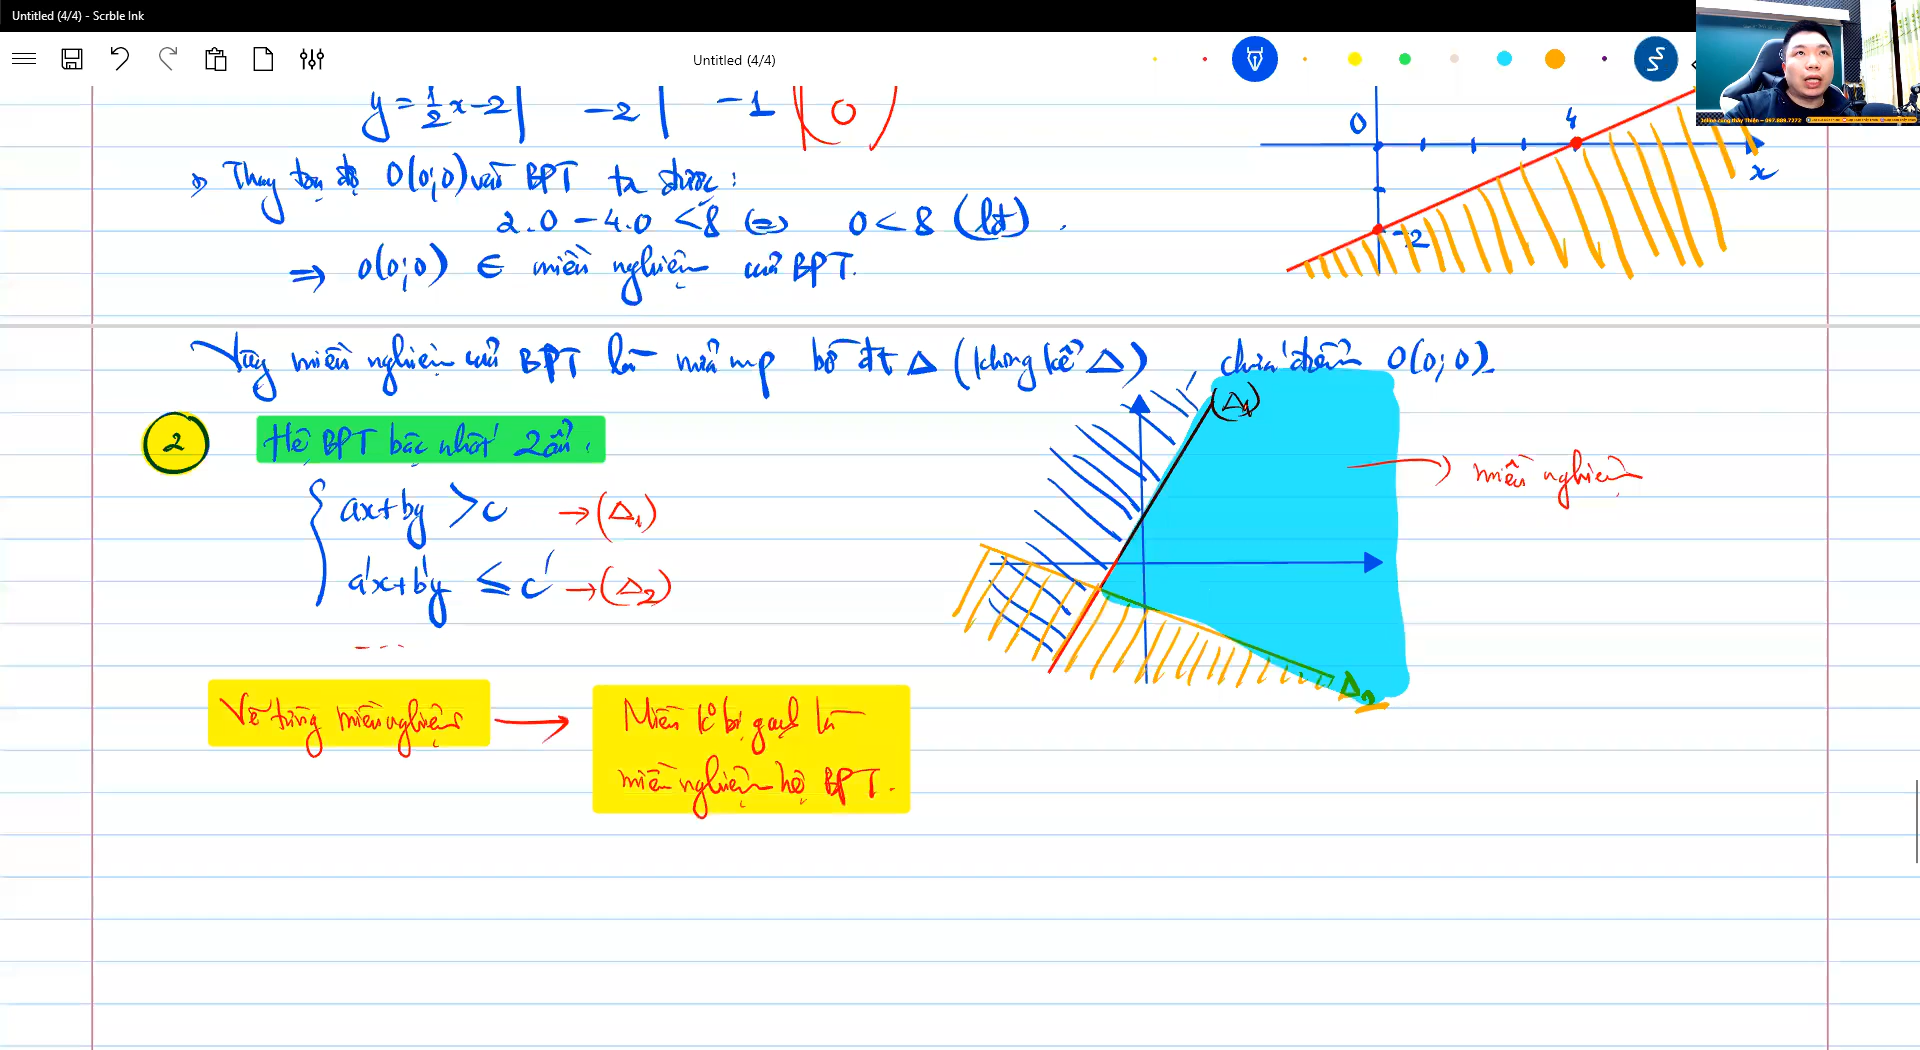 Untitled (4/4) - Scrble Ink
Untitled (4/4)
y = 1/2 x - 2 | -2 | -1 | (0)
Thay tọa độ O(0;0) vào BPT ta được:
2.0 - 4.0 < 8 ⇔ 0 < 8 (lđ).
⇒ O(0;0) ∈ miền nghiệm của BPT.
O
4
x
-2
Vậy miền nghiệm của BPT là nửa mp bờ đt Δ (không kể Δ), chứa điểm O(0;0).
2
Hệ BPT bậc nhất 2 ẩn.
ax+by > c → (Δ1)
a'x+b'y ≤ c' → (Δ2)
...
(Δ1)
miền nghiệm
Δ2
Vẽ từng miền nghiệm →
Miền k bị gạch là
miền nghiệm hệ BPT.